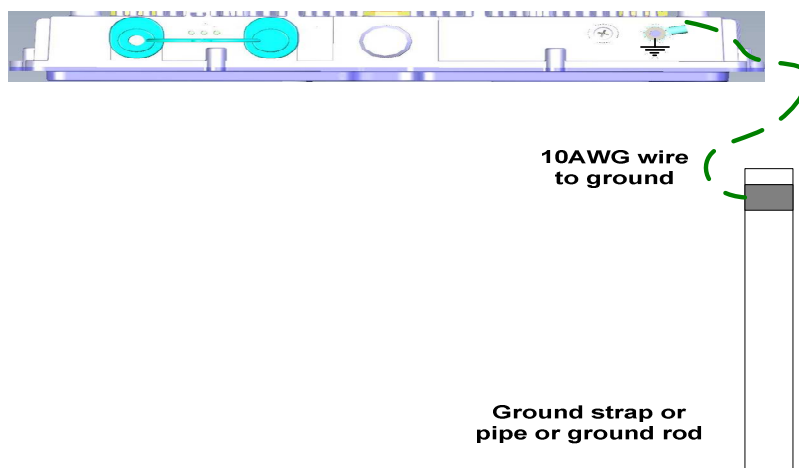 10AWG wire
to ground
Ground strap or
pipe or ground rod